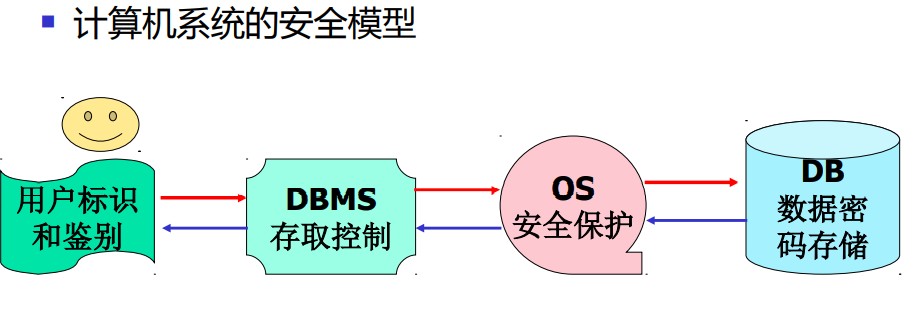 计算机系统的安全模型
用户标识
和鉴别
DBMS
存取控制
OS
安全保护
DB
数据密
码存储